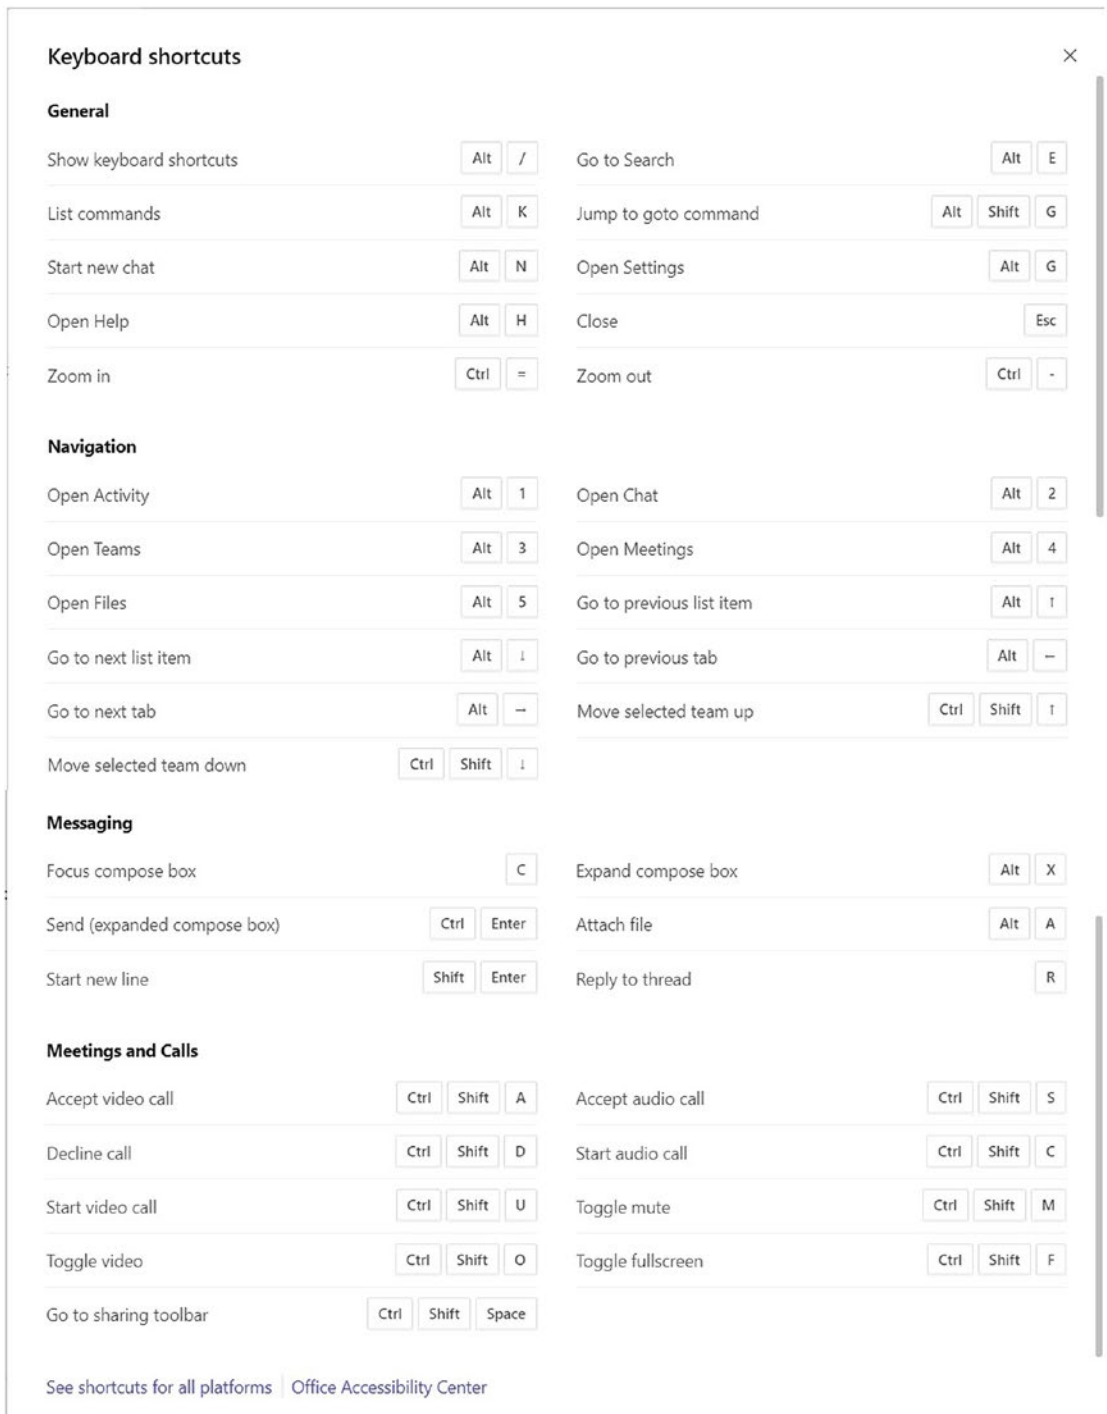 Keyboard shortcuts
General
Show keyboard shortcuts Alt / Go to Search Alt E
List commands Alt K Jump to goto command Alt Shift G
Start new chat Alt N Open Settings Alt G
Open Help Alt H Close Esc
Zoom in Ctrl = Zoom out Ctrl -
Navigation
Open Activity Alt 1 Open Chat Alt 2
Open Teams Alt 3 Open Meetings Alt 4
Open Files Alt 5 Go to previous list item Alt ↑
Go to next list item Alt ↓ Go to previous tab Alt ←
Go to next tab Alt → Move selected team up Ctrl Shift ↑
Move selected team down Ctrl Shift ↓
Messaging
Focus compose box C Expand compose box Alt X
Send (expanded compose box) Ctrl Enter Attach file Alt A
Start new line Shift Enter Reply to thread R
Meetings and Calls
Accept video call Ctrl Shift A Accept audio call Ctrl Shift S
Decline call Ctrl Shift D Start audio call Ctrl Shift C
Start video call Ctrl Shift U Toggle mute Ctrl Shift M
Toggle video Ctrl Shift O Toggle fullscreen Ctrl Shift F
Go to sharing toolbar Ctrl Shift Space
See shortcuts for all platforms Office Accessibility Center